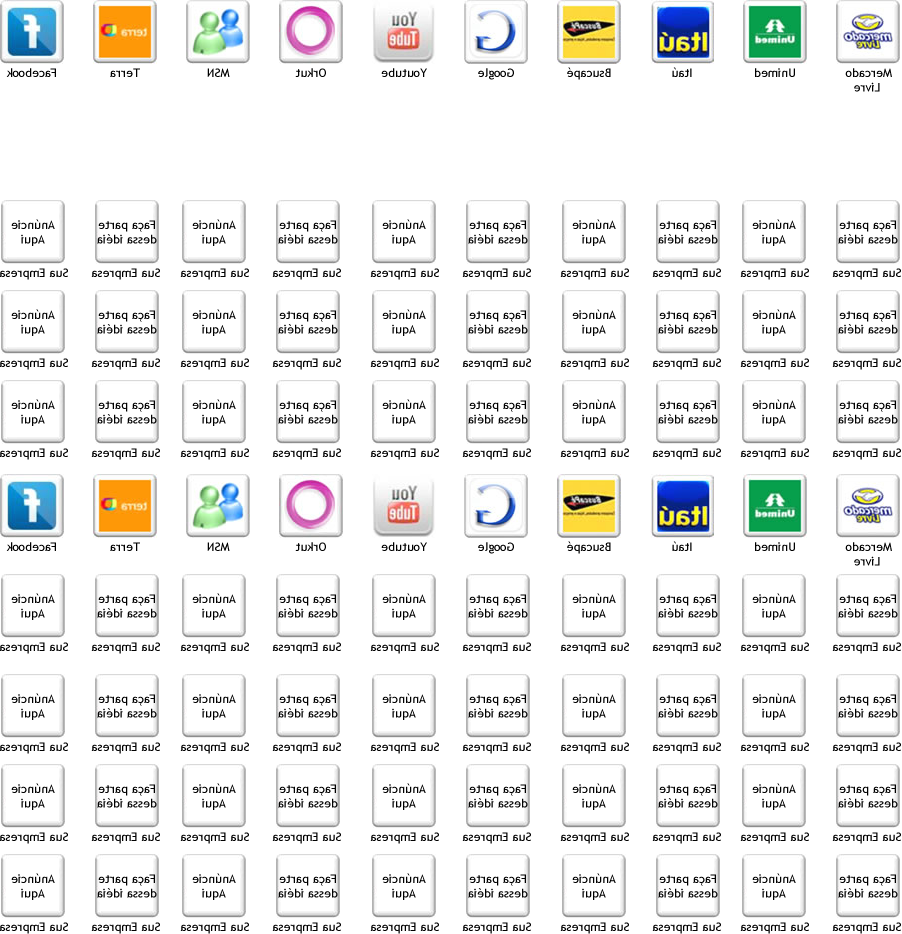 mercado livre Unimed Itaú BuscaPé You Tube terra
Mercado Unimed Itaú Bsucapé Google Youtube Orkut MSN Terra Facebook
Livre
Faça parte Anúncie Faça parte Anúncie Faça parte Anúncie Faça parte Anúncie Faça parte Anúncie
dessa idéia Aqui dessa idéia Aqui dessa idéia Aqui dessa idéia Aqui dessa idéia Aqui
Sua Empresa Sua Empresa Sua Empresa Sua Empresa Sua Empresa Sua Empresa Sua Empresa Sua Empresa Sua Empresa Sua Empresa
Faça parte Anúncie Faça parte Anúncie Faça parte Anúncie Faça parte Anúncie Faça parte Anúncie
dessa idéia Aqui dessa idéia Aqui dessa idéia Aqui dessa idéia Aqui dessa idéia Aqui
Sua Empresa Sua Empresa Sua Empresa Sua Empresa Sua Empresa Sua Empresa Sua Empresa Sua Empresa Sua Empresa Sua Empresa
Faça parte Anúncie Faça parte Anúncie Faça parte Anúncie Faça parte Anúncie Faça parte Anúncie
dessa idéia Aqui dessa idéia Aqui dessa idéia Aqui dessa idéia Aqui dessa idéia Aqui
Sua Empresa Sua Empresa Sua Empresa Sua Empresa Sua Empresa Sua Empresa Sua Empresa Sua Empresa Sua Empresa Sua Empresa
mercado livre Unimed Itaú BuscaPé You Tube terra
Mercado Unimed Itaú Bsucapé Google Youtube Orkut MSN Terra Facebook
Livre
Faça parte Anúncie Faça parte Anúncie Faça parte Anúncie Faça parte Anúncie Faça parte Anúncie
dessa idéia Aqui dessa idéia Aqui dessa idéia Aqui dessa idéia Aqui dessa idéia Aqui
Sua Empresa Sua Empresa Sua Empresa Sua Empresa Sua Empresa Sua Empresa Sua Empresa Sua Empresa Sua Empresa Sua Empresa
Faça parte Anúncie Faça parte Anúncie Faça parte Anúncie Faça parte Anúncie Faça parte Anúncie
dessa idéia Aqui dessa idéia Aqui dessa idéia Aqui dessa idéia Aqui dessa idéia Aqui
Sua Empresa Sua Empresa Sua Empresa Sua Empresa Sua Empresa Sua Empresa Sua Empresa Sua Empresa Sua Empresa Sua Empresa
Faça parte Anúncie Faça parte Anúncie Faça parte Anúncie Faça parte Anúncie Faça parte Anúncie
dessa idéia Aqui dessa idéia Aqui dessa idéia Aqui dessa idéia Aqui dessa idéia Aqui
Sua Empresa Sua Empresa Sua Empresa Sua Empresa Sua Empresa Sua Empresa Sua Empresa Sua Empresa Sua Empresa Sua Empresa
Faça parte Anúncie Faça parte Anúncie Faça parte Anúncie Faça parte Anúncie Faça parte Anúncie
dessa idéia Aqui dessa idéia Aqui dessa idéia Aqui dessa idéia Aqui dessa idéia Aqui
Sua Empresa Sua Empresa Sua Empresa Sua Empresa Sua Empresa Sua Empresa Sua Empresa Sua Empresa Sua Empresa Sua Empresa